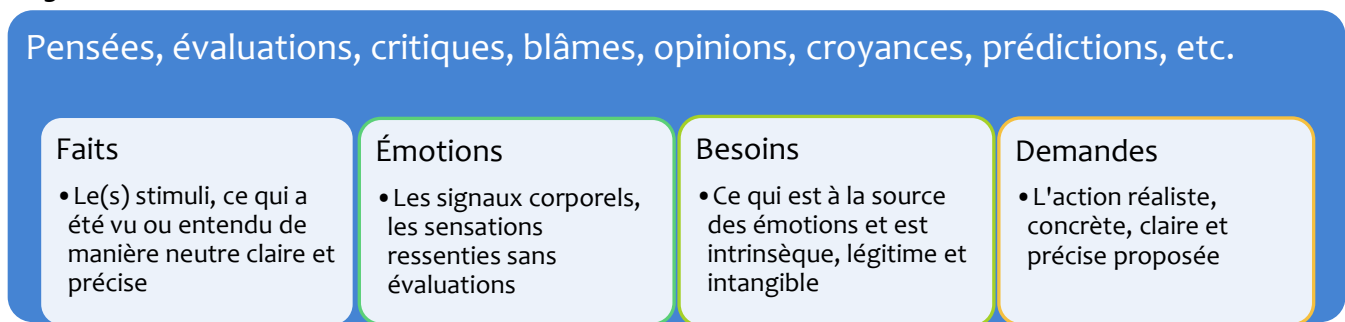 Pensées, évaluations, critiques, blâmes, opinions, croyances, prédictions, etc.
Faits
•Le(s) stimuli, ce qui a
été vu ou entendu de
manière neutre claire et
précise
Émotions
•Les signaux corporels,
les sensations
ressenties sans
évaluations
Besoins
•Ce qui est à la source
des émotions et est
intrinsèque, légitime et
intangible
Demandes
•L'action réaliste,
concrète, claire et
précise proposée